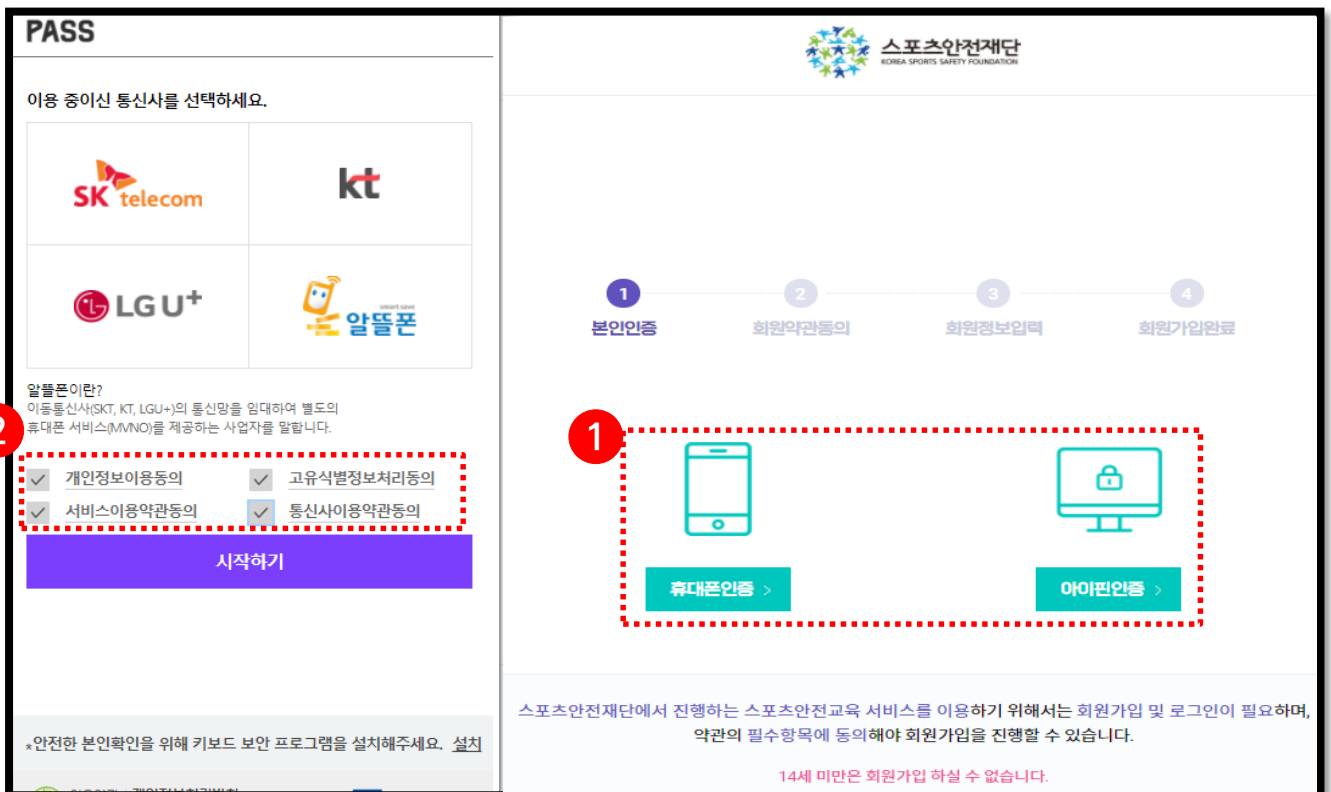 PASS
이용 중이신 통신사를 선택하세요.
SK telecom
kt
LG U+
smart save
알뜰폰
알뜰폰이란?
이동통신사(SKT, KT, LGU+)의 통신망을 임대하여 별도의
휴대폰 서비스(MVNO)를 제공하는 사업자를 말합니다.
2
개인정보이용동의
고유식별정보처리동의
서비스이용약관동의
통신사이용약관동의
시작하기
*안전한 본인확인을 위해 키보드 보안 프로그램을 설치해주세요. 설치
스포츠안전재단
KOREA SPORTS SAFETY FOUNDATION
1 2 3 4
본인인증 회원약관동의 회원정보입력 회원가입완료
1
휴대폰인증 >
아이핀인증 >
스포츠안전재단에서 진행하는 스포츠안전교육 서비스를 이용하기 위해서는 회원가입 및 로그인이 필요하며,
약관의 필수항목에 동의해야 회원가입을 진행할 수 있습니다.
14세 미만은 회원가입 하실 수 없습니다.